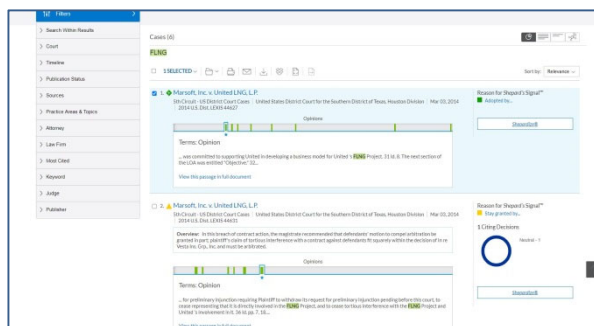 Filters
Search Within Results
Court
Timeline
Publication Status
Sources
Practice Areas & Topics
Attorney
Law Firm
Most Cited
Keyword
Judge
Publisher
Cases (6)
FLNG
1 SELECTED
Sort by: Relevance
1. Marsoft, Inc. v. United LNG, L.P.
5th Circuit - US District Court Cases United States District Court for the Southern District of Texas, Houston Division Mar 03, 2014
2014 U.S. Dist. LEXIS 44627
Opinions
Terms: Opinion
... was committed to supporting United in developing a business model for United's FLNG Project. 31 Id. 8. The next section of
the LOA was entitled "Objective." 32...
View this passage in full document
Reason for Shepard's Signal™
Adopted by...
Shepardize®
2. Marsoft, Inc. v. United LNG, L.P.
5th Circuit - US District Court Cases United States District Court for the Southern District of Texas, Houston Division Mar 03, 2014
2014 U.S. Dist. LEXIS
Overview: In this breach of contract action, the magistrate recommended that defendants' motion to compel arbitration be
granted in part; plaintiff's claim of tortious interference with a contract against defendants fit squarely within the decision of In re
Vesta Ins. Grp., Inc. and must be arbitrated.
Opinions
Terms: Opinion
... for preliminary injunction requiring Plaintiff to withdraw its request for preliminary injunction pending before this court, to
cease representing that it is directly involved in the FLNG Project, and to cease tortious interference with the FLNG Project and
United's involvement in it. 16 Id. pp. 7, 18...
View this passage in full document
Reason for Shepard's Signal™
Stay granted by...
1 Citing Decisions
Neutral - 1
Shepardize®